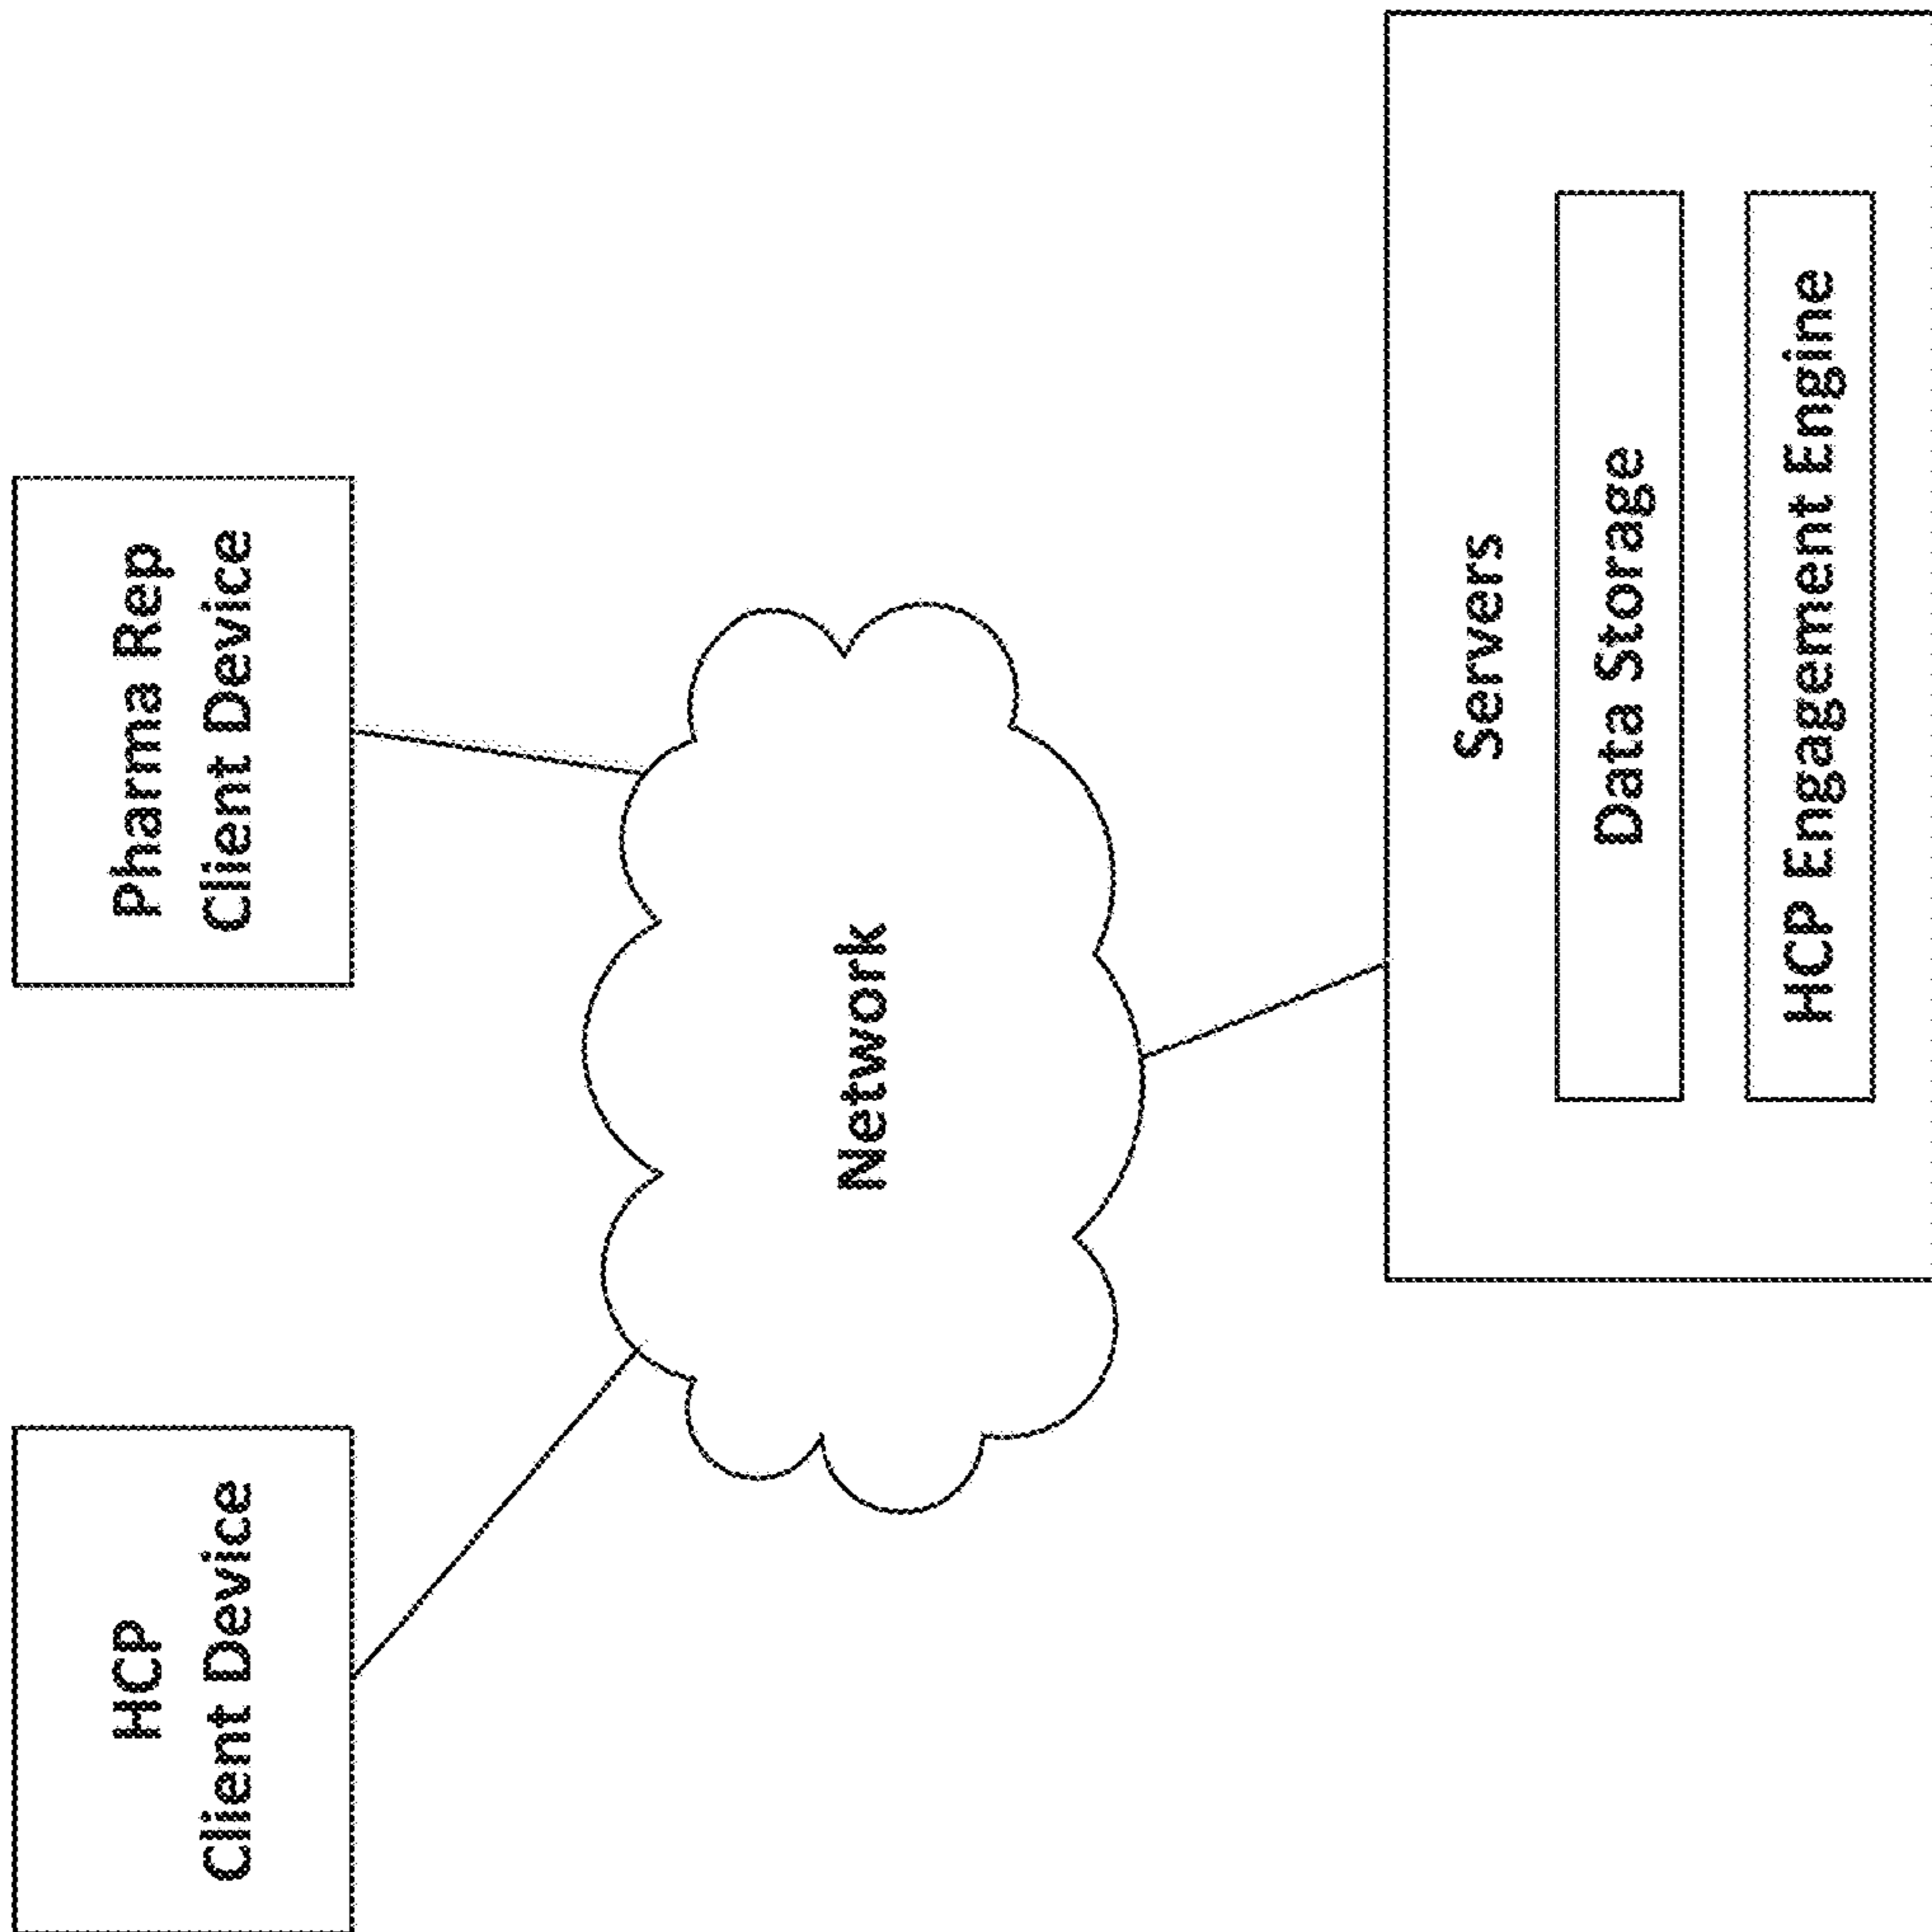 HCP
Client Device
Pharma Rep
Client Device
Network
Servers
Data Storage
HCP Engagement Engine